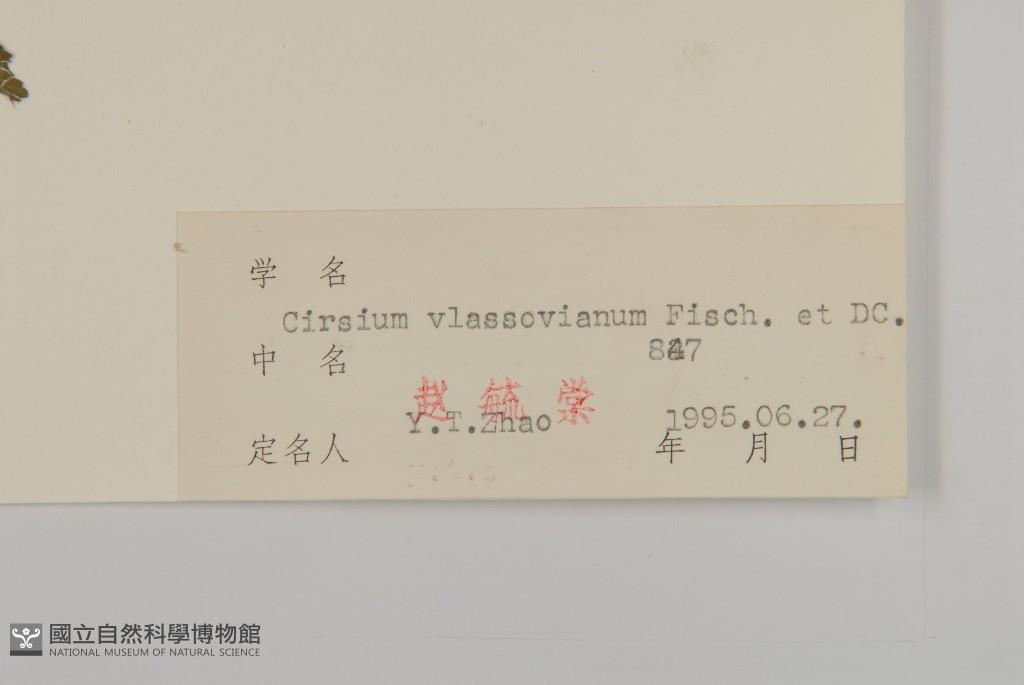 学 名
Cirsium vlassovianum Fisch. et DC.
中 名
赵 毓 棠
Y.T.Zhao 1995.06.27.
定名人 年 月 日
國立自然科學博物館
NATIONAL MUSEUM OF NATURAL SCIENCE